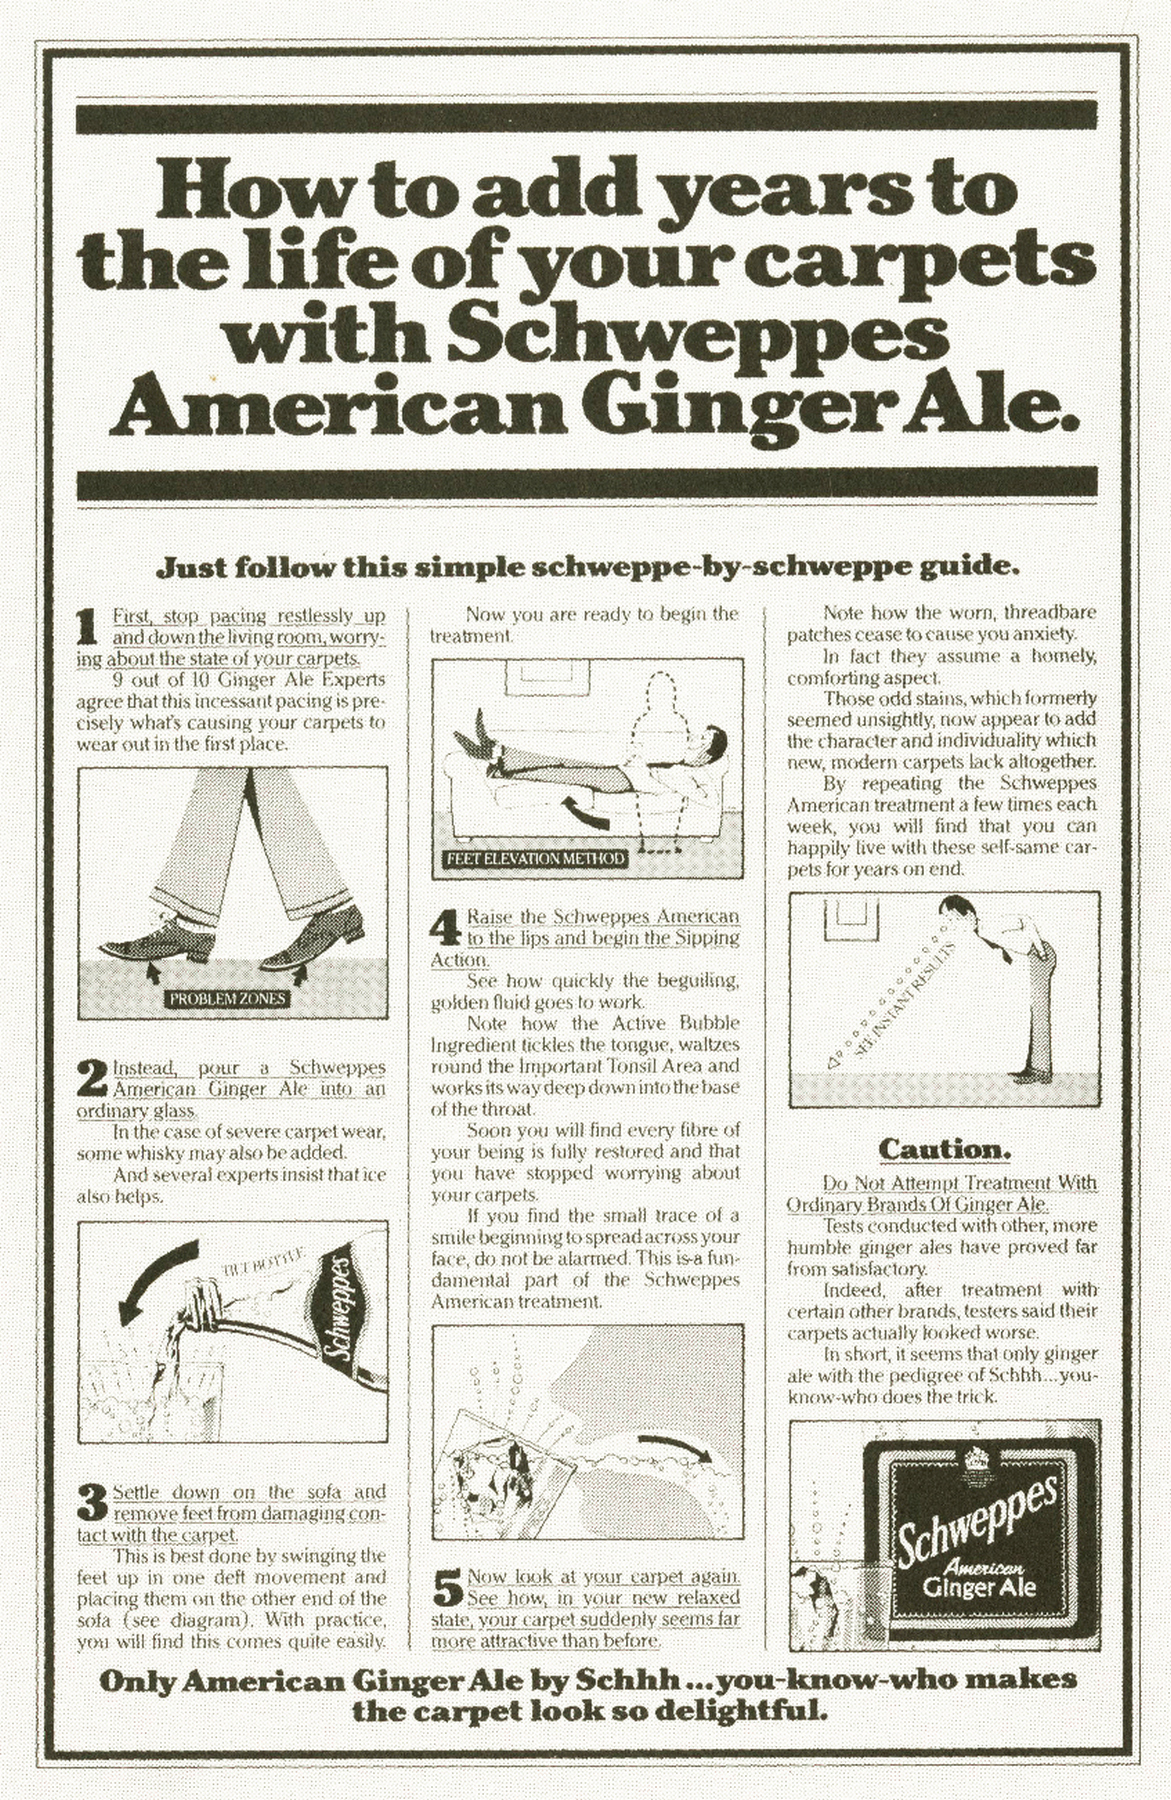 How to add years to
the life of your carpets
with Schweppes
American Ginger Ale.
Just follow this simple schweppe-by-schweppe guide.
1 First, stop pacing restlessly up
and down the living room, worry-
ing about the state of your carpets.
9 out of 10 Ginger Ale Experts
agree that this incessant pacing is pre-
cisely what's causing your carpets to
wear out in the first place.
PROBLEM ZONES
2 Instead, pour a Schweppes
American Ginger Ale into an
ordinary glass.
In the case of severe carpet wear,
some whisky may also be added.
And several experts insist that ice
also helps.
TILT BOTTLE
Schweppes
3 Settle down on the sofa and
remove feet from damaging con-
tact with the carpet.
This is best done by swinging the
feet up in one deft movement and
placing them on the other end of the
sofa (see diagram). With practice,
you will find this comes quite easily.
Now you are ready to begin the
treatment.
FEET ELEVATION METHOD
4 Raise the Schweppes American
to the lips and begin the Sipping
Action.
See how quickly the beguiling,
golden fluid goes to work.
Note how the Active Bubble
Ingredient tickles the tongue, waltzes
round the Important Tonsil Area and
works its way deep down into the base
of the throat.
Soon you will find every fibre of
your being is fully restored and that
you have stopped worrying about
your carpets.
If you find the small trace of a
smile beginning to spread across your
face, do not be alarmed. This is a fun-
damental part of the Schweppes
American treatment.
5 Now look at your carpet again.
See how, in your new relaxed
state, your carpet suddenly seems far
more attractive than before.
Note how the worn, threadbare
patches cease to cause you anxiety.
In fact they assume a homely,
comforting aspect.
Those odd stains, which formerly
seemed unsightly, now appear to add
the character and individuality which
new, modern carpets lack altogether.
By repeating the Schweppes
American treatment a few times each
week, you will find that you can
happily live with these self-same car-
pets for years on end.
SEE INSTANT RESULTS
Caution.
Do Not Attempt Treatment With
Ordinary Brands Of Ginger Ale.
Tests conducted with other, more
humble ginger ales have proved far
from satisfactory.
Indeed, after treatment with
certain other brands, testers said their
carpets actually looked worse.
In short, it seems that only ginger
ale with the pedigree of Schhh...you-
know-who does the trick.
Schweppes
American
Ginger Ale
Only American Ginger Ale by Schhh...you-know-who makes
the carpet look so delightful.